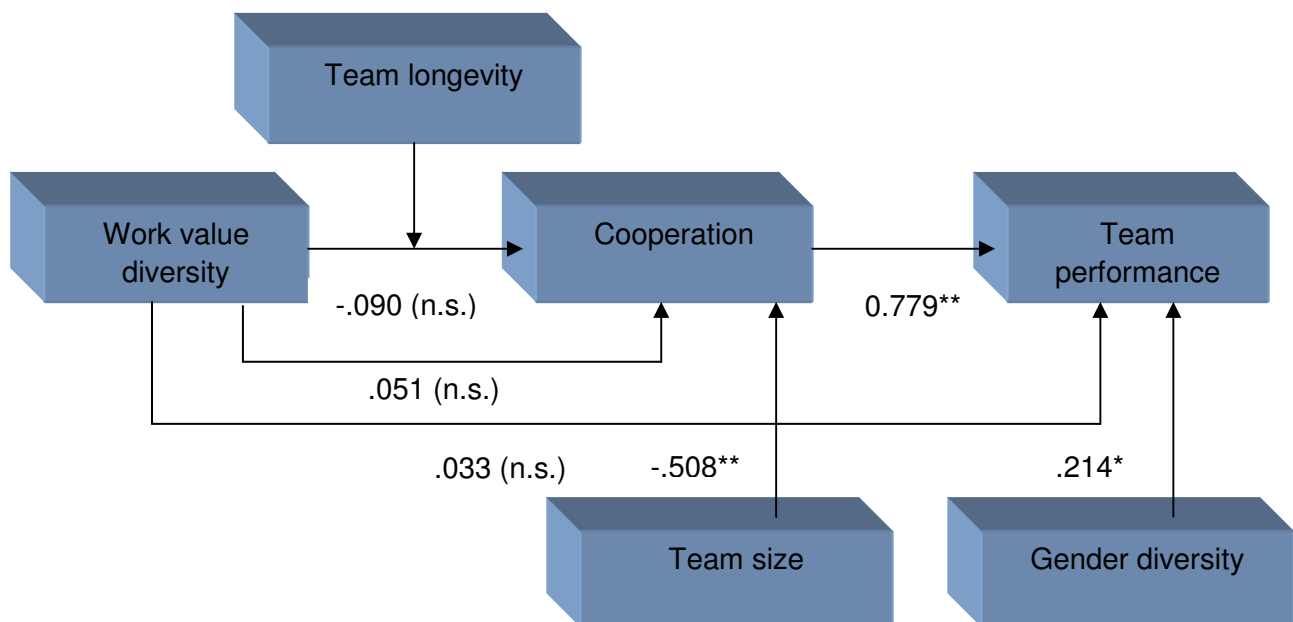 Team longevity
Work value
diversity
Cooperation
Team
performance
-.090 (n.s.)
0.779**
.051 (n.s.)
.033 (n.s.)
-.508**
.214*
Team size
Gender diversity